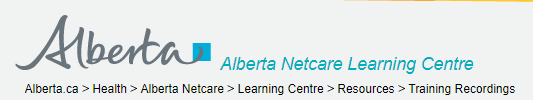 Alberta
Alberta Netcare Learning Centre
Alberta.ca > Health > Alberta Netcare > Learning Centre > Resources > Training Recordings